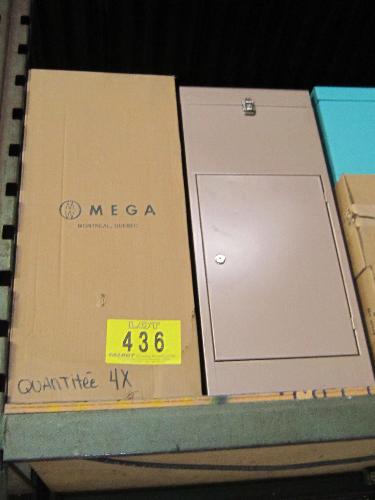 MEGA
MONTREAL, QUEBEC
LOT
436
QUANTITÉE 4X